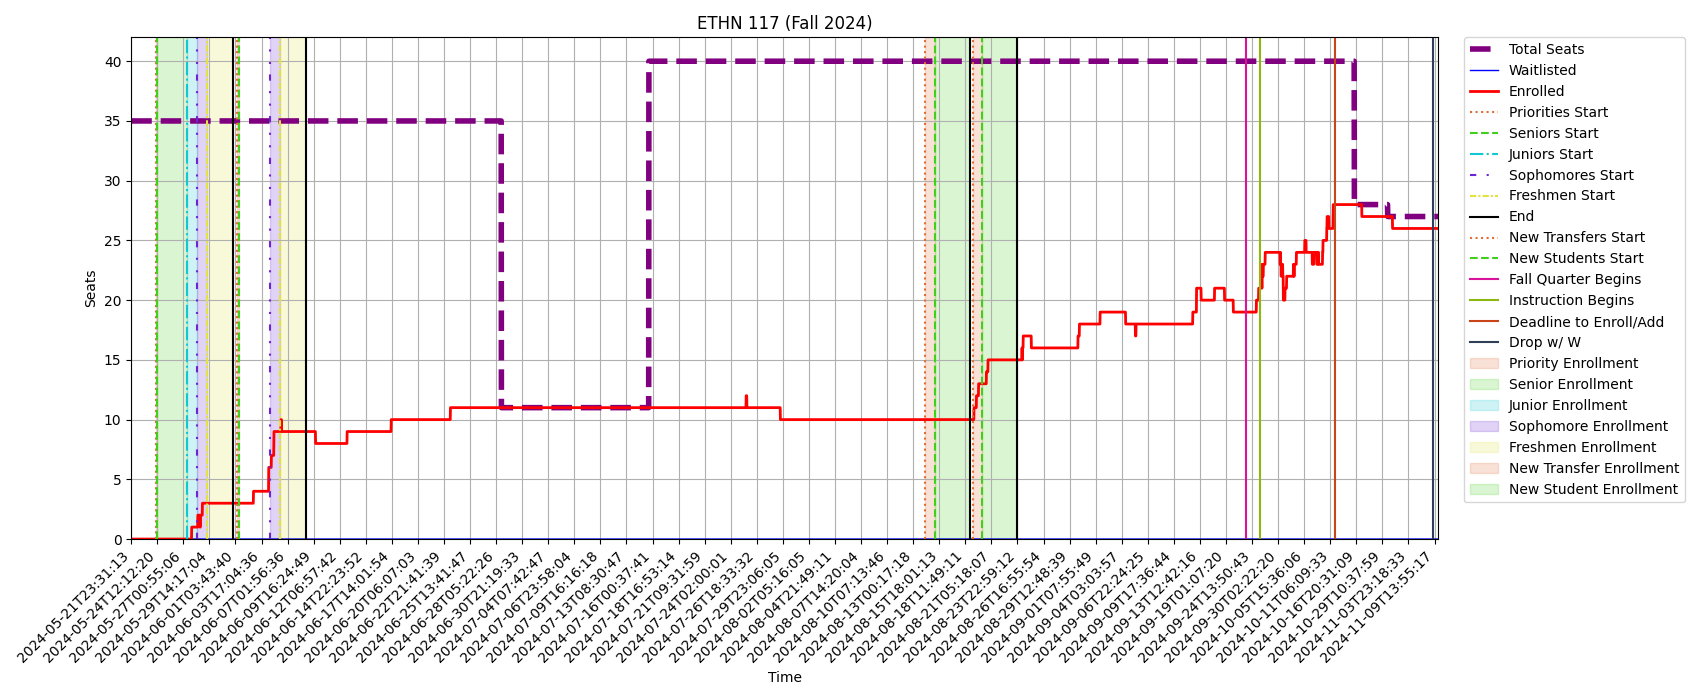 ETHN 117 (Fall 2024)
Seats
40
35
30
25
20
15
10
5
0
2024-05-21T23:31:13
2024-05-24T12:12:20
2024-05-27T00:55:06
2024-05-29T14:17:04
2024-06-01T03:43:40
2024-06-03T17:04:36
2024-06-07T01:56:36
2024-06-09T16:24:49
2024-06-12T06:57:42
2024-06-14T22:23:52
2024-06-17T14:01:54
2024-06-20T06:07:03
2024-06-22T21:41:39
2024-06-25T13:41:47
2024-06-28T05:22:26
2024-06-30T21:19:33
2024-07-04T07:42:47
2024-07-06T23:58:04
2024-07-09T16:16:18
2024-07-13T08:30:47
2024-07-16T00:37:41
2024-07-18T16:53:14
2024-07-21T09:31:59
2024-07-24T02:00:01
2024-07-26T18:33:32
2024-07-29T23:06:05
2024-08-02T05:16:05
2024-08-04T21:49:11
2024-08-07T14:20:04
2024-08-10T07:13:46
2024-08-13T00:17:18
2024-08-15T18:01:13
2024-08-18T11:49:11
2024-08-21T05:18:07
2024-08-23T22:59:12
2024-08-26T16:55:54
2024-08-29T12:48:39
2024-09-01T07:55:49
2024-09-04T03:03:57
2024-09-06T22:24:25
2024-09-09T17:36:44
2024-09-13T12:42:16
2024-09-19T01:07:20
2024-09-24T13:50:43
2024-09-30T02:22:20
2024-10-05T15:36:06
2024-10-11T06:09:33
2024-10-16T20:31:09
2024-10-29T10:37:59
2024-11-03T23:18:33
2024-11-09T13:55:17
Time
Total Seats
Waitlisted
Enrolled
Priorities Start
Seniors Start
Juniors Start
Sophomores Start
Freshmen Start
End
New Transfers Start
New Students Start
Fall Quarter Begins
Instruction Begins
Deadline to Enroll/Add
Drop w/ W
Priority Enrollment
Senior Enrollment
Junior Enrollment
Sophomore Enrollment
Freshmen Enrollment
New Transfer Enrollment
New Student Enrollment